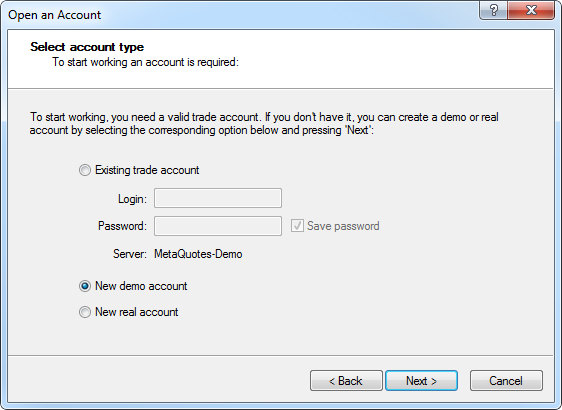 Open an Account
?
Select account type
To start working an account is required:
To start working, you need a valid trade account. If you don't have it, you can create a demo or real
account by selecting the corresponding option below and pressing 'Next':
Existing trade account
Login:
Password:
Save password
Server: MetaQuotes-Demo
New demo account
New real account
< Back Next > Cancel